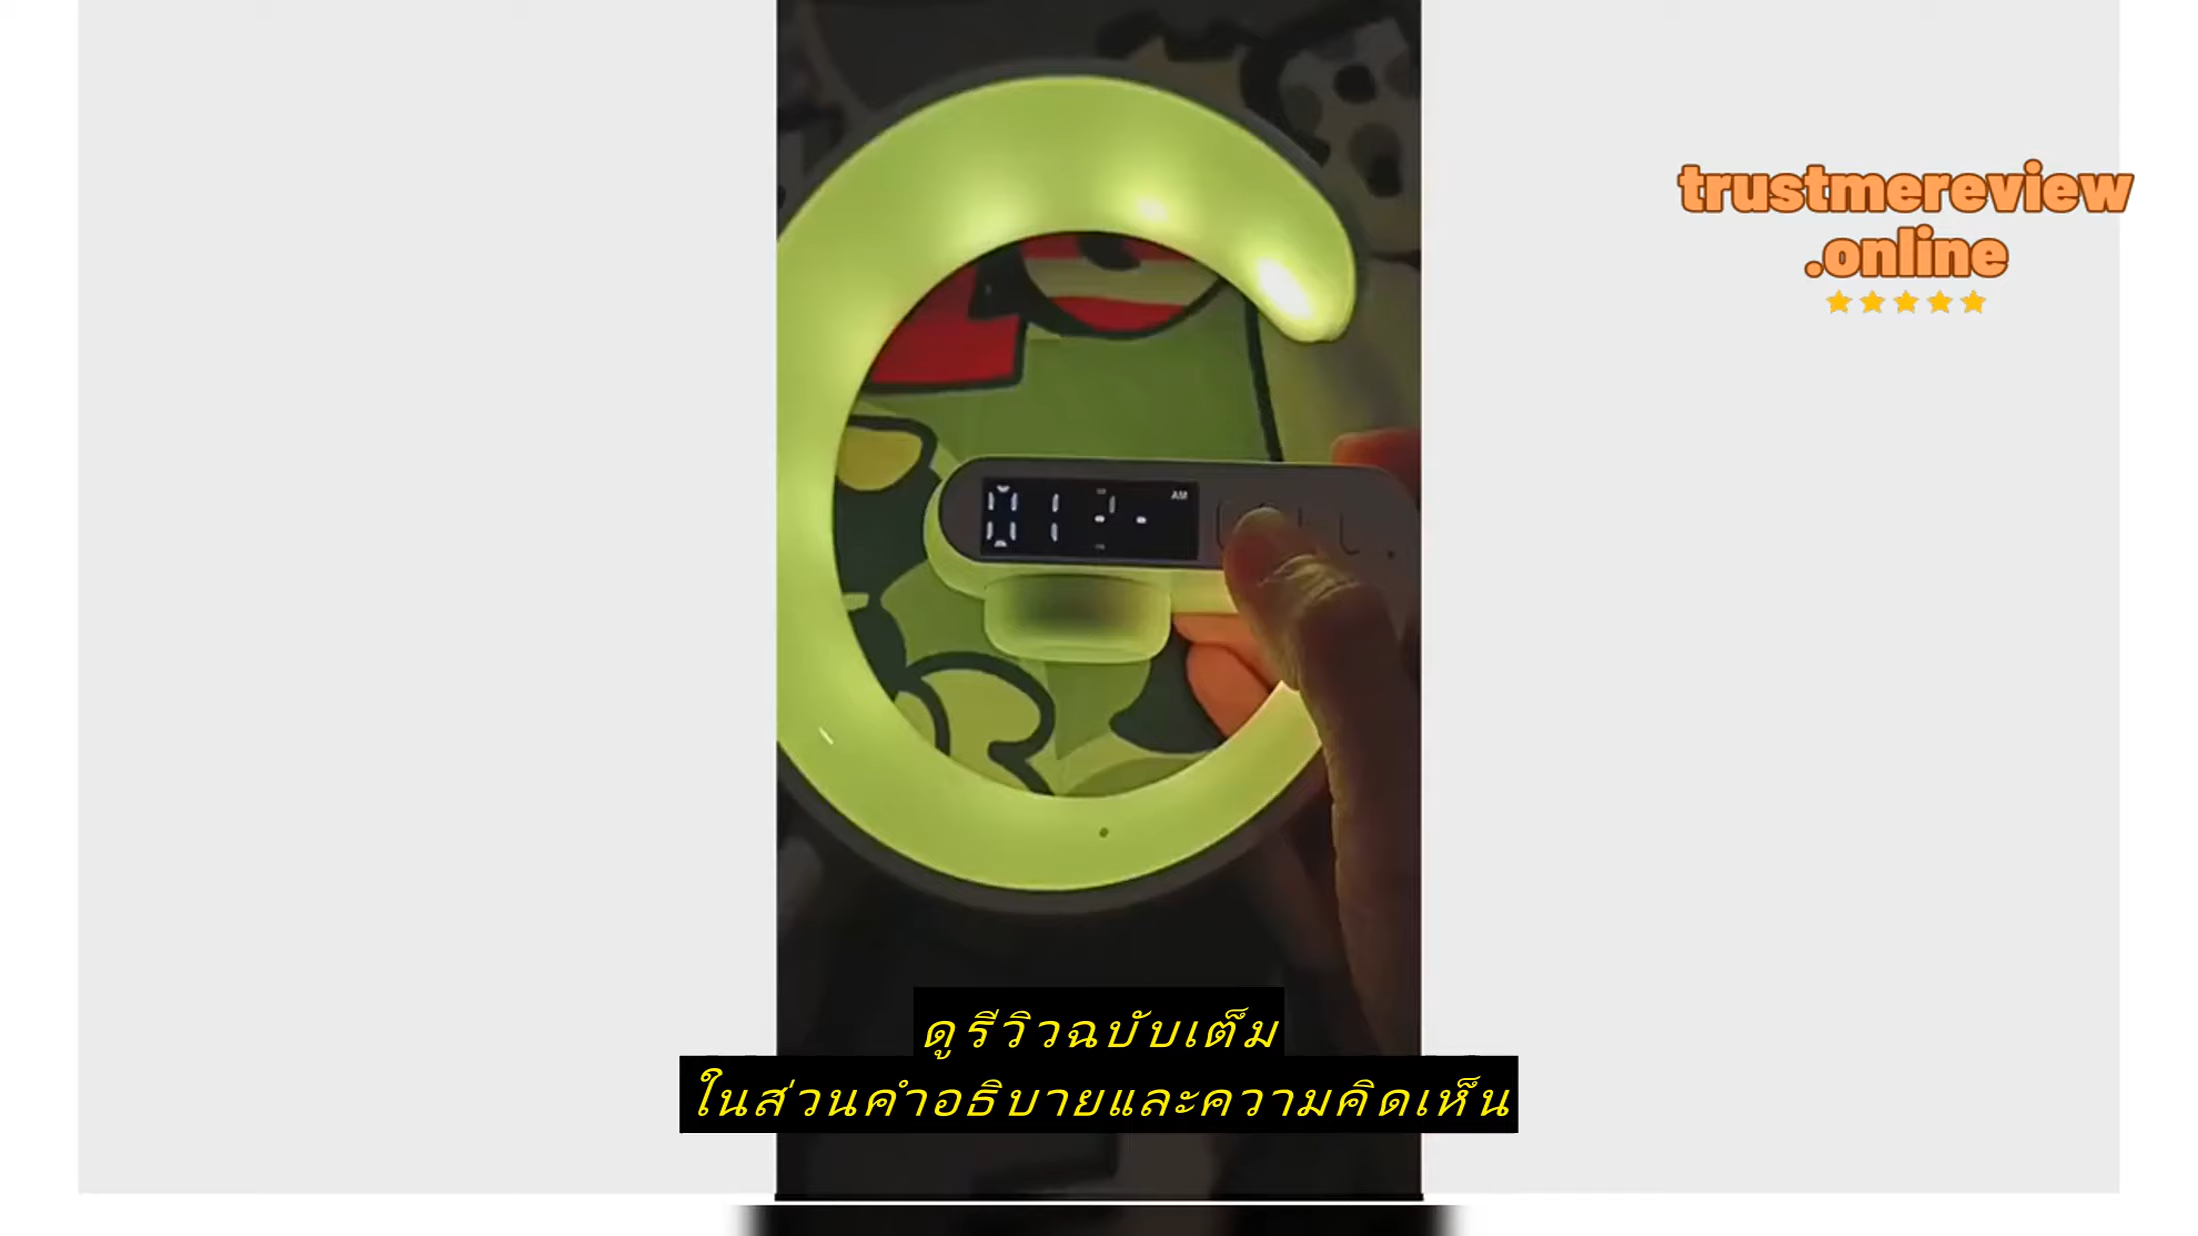 trustmereview
.online
AM
ดูรีวิวฉบับเต็ม
ในส่วนคำอธิบายและความคิดเห็น